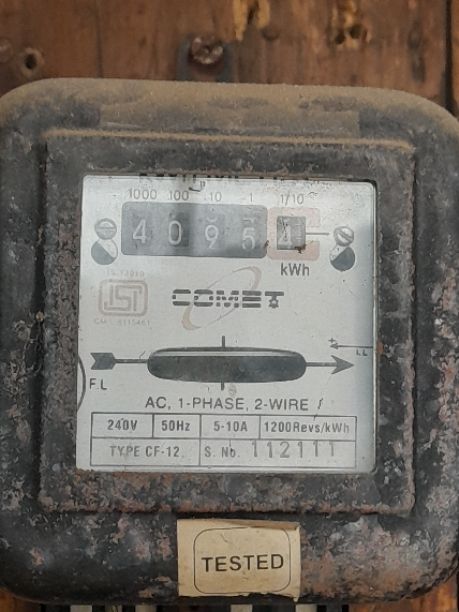 1000 100 10 1 1/10
4 0 9 5
kWh
COMET
F.L
L.L
AC, 1-PHASE, 2-WIRE
240V 50Hz 5-10A 1200Revs/kWh
TYPE CF-12 S. No. 112111
TESTED